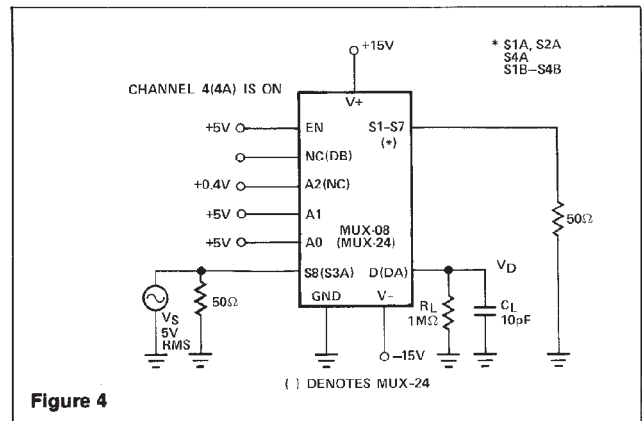 +15V
* S1A, S2A
S4A
S1B–S4B
CHANNEL 4(4A) IS ON
V+
+5V
EN
S1–S7
(*)
NC(DB)
+0.4V
A2(NC)
+5V
A1
50Ω
MUX-08
(MUX-24)
+5V
A0
S8(S3A)
D(DA)
VD
VS
5V
RMS
50Ω
GND
V–
RL
1MΩ
CL
10pF
–15V
( ) DENOTES MUX-24
Figure 4